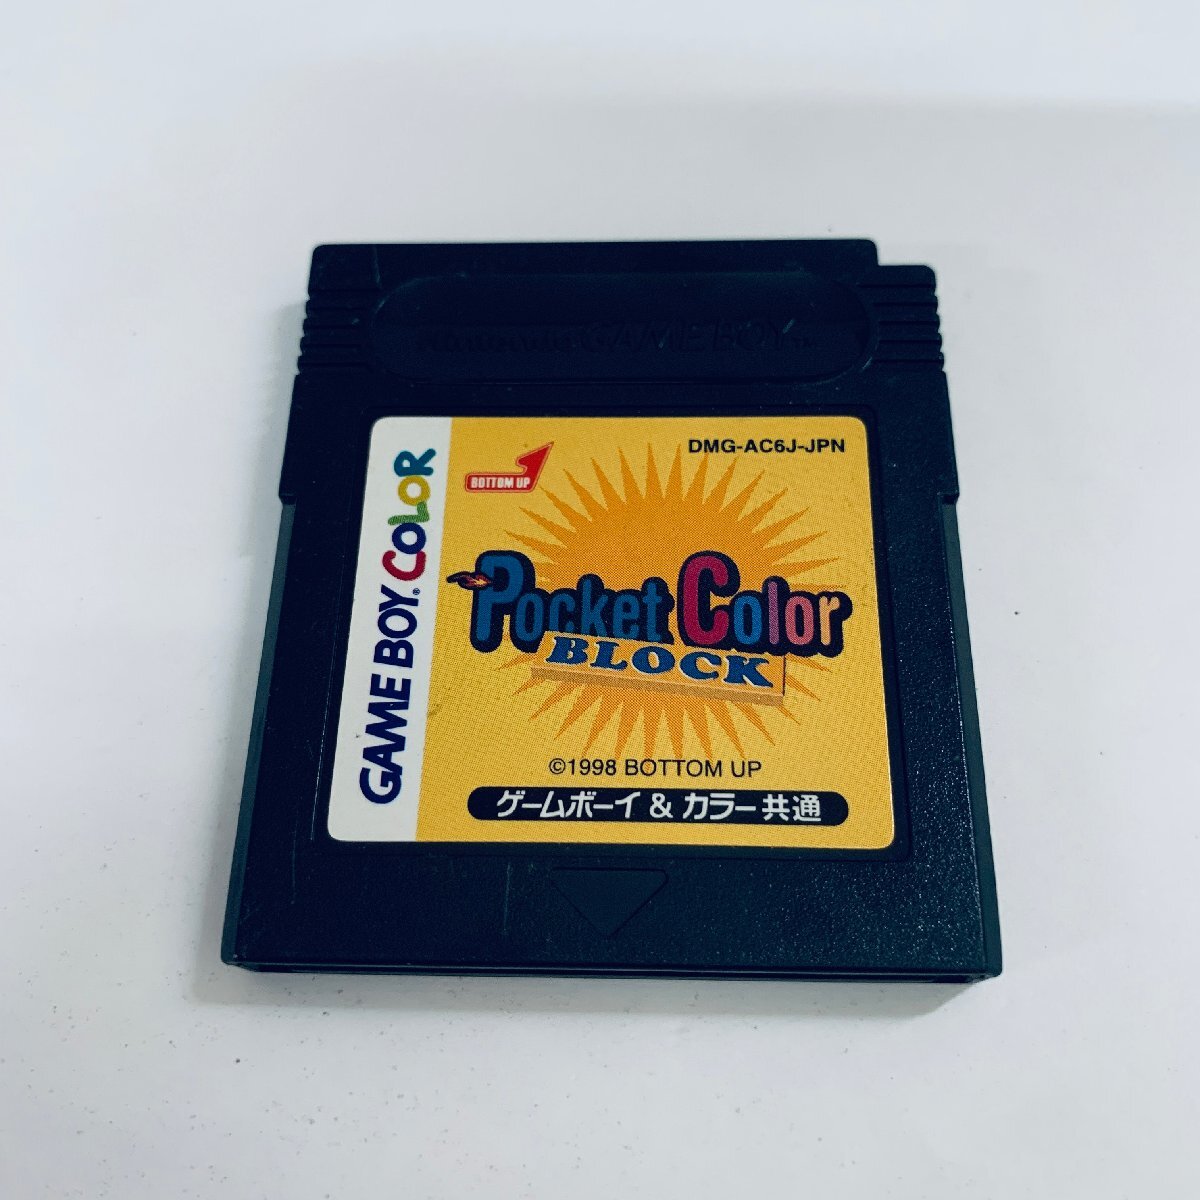 Nintendo GAME BOY™
DMG-AC6J-JPN
BOTTOM UP
GAME BOY® COLOR
Pocket Color
BLOCK
©1998 BOTTOM UP
ゲームボーイ & カラー共通